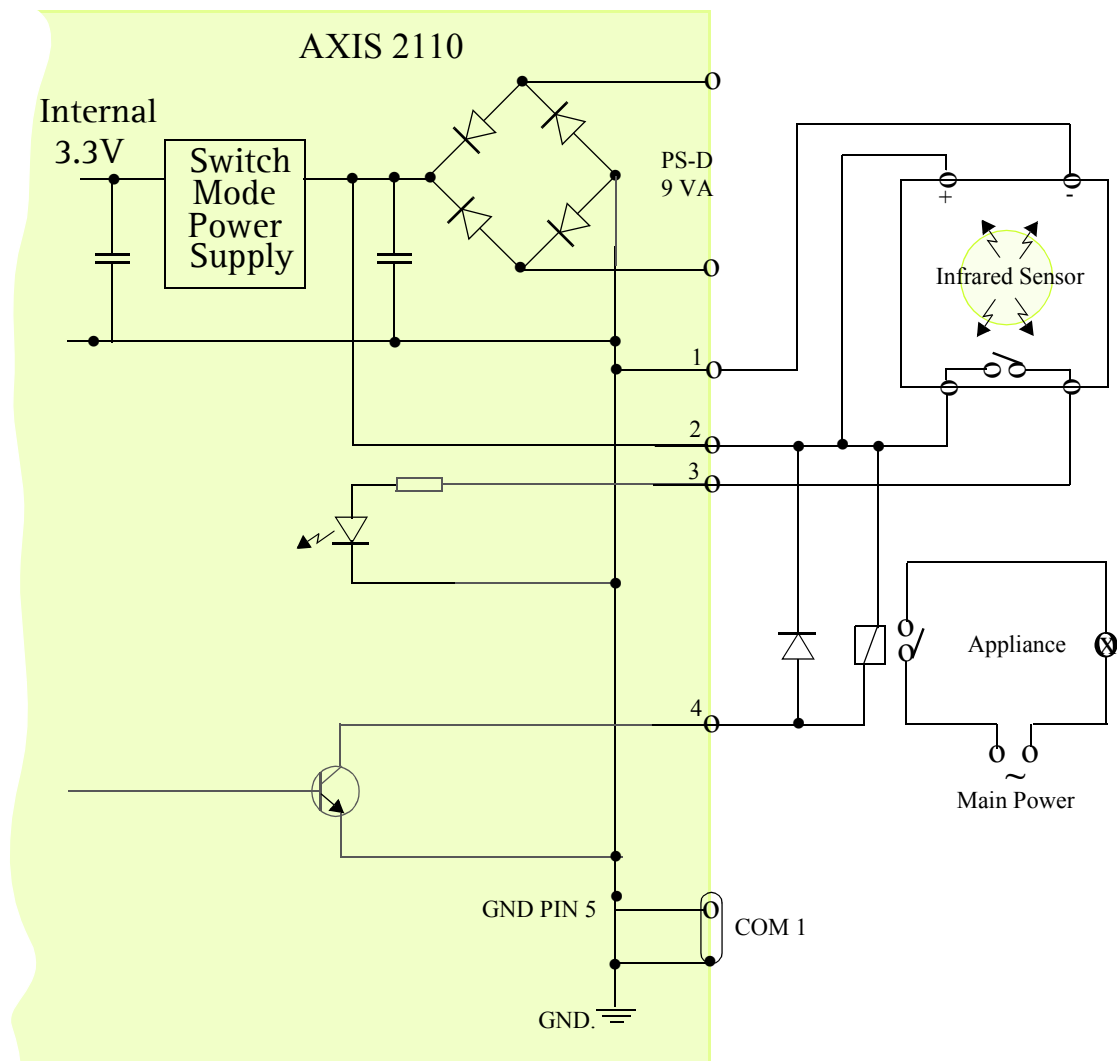 AXIS 2110
Internal
3.3V
Switch
Mode
Power
Supply
PS-D
9 VA
+
-
Infrared Sensor
1
2
3
Appliance
X
4
~
Main Power
GND PIN 5
COM 1
GND.